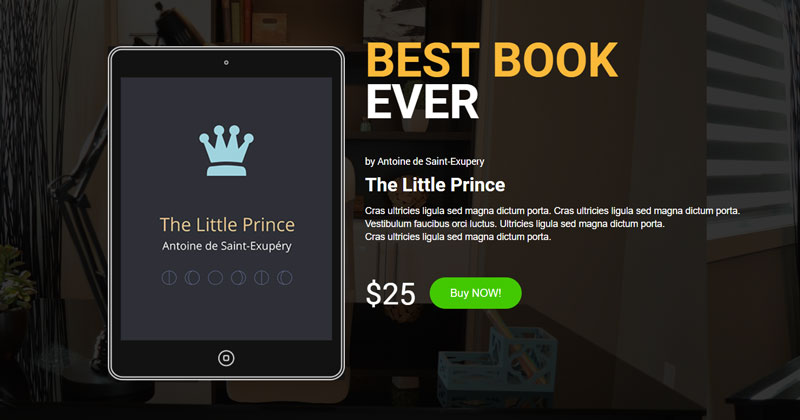 BEST BOOK
EVER
The Little Prince
Antoine de Saint-Exupéry
by Antoine de Saint-Exupery
The Little Prince
Cras ultricies ligula sed magna dictum porta. Cras ultricies ligula sed magna dictum porta.
Vestibulum faucibus orci luctus. Ultricies ligula sed magna dictum porta.
Cras ultricies ligula sed magna dictum porta.
$25
Buy NOW!